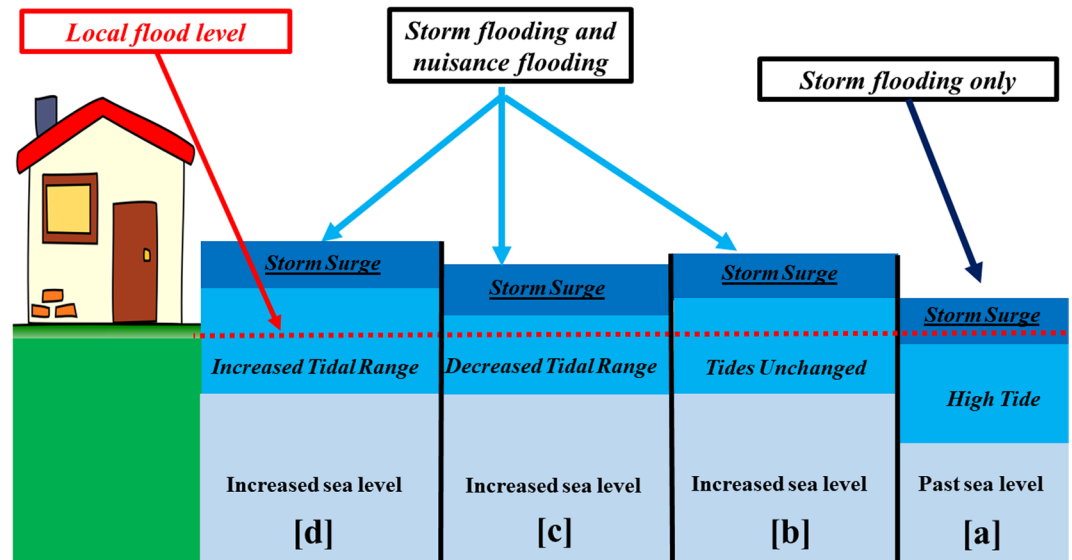 Local flood level
Storm flooding and
nuisance flooding
Storm flooding only
Storm Surge
Storm Surge
Storm Surge
Storm Surge
Increased Tidal Range
Decreased Tidal Range
Tides Unchanged
High Tide
Increased sea level
Increased sea level
Increased sea level
Past sea level
[d]
[c]
[b]
[a]